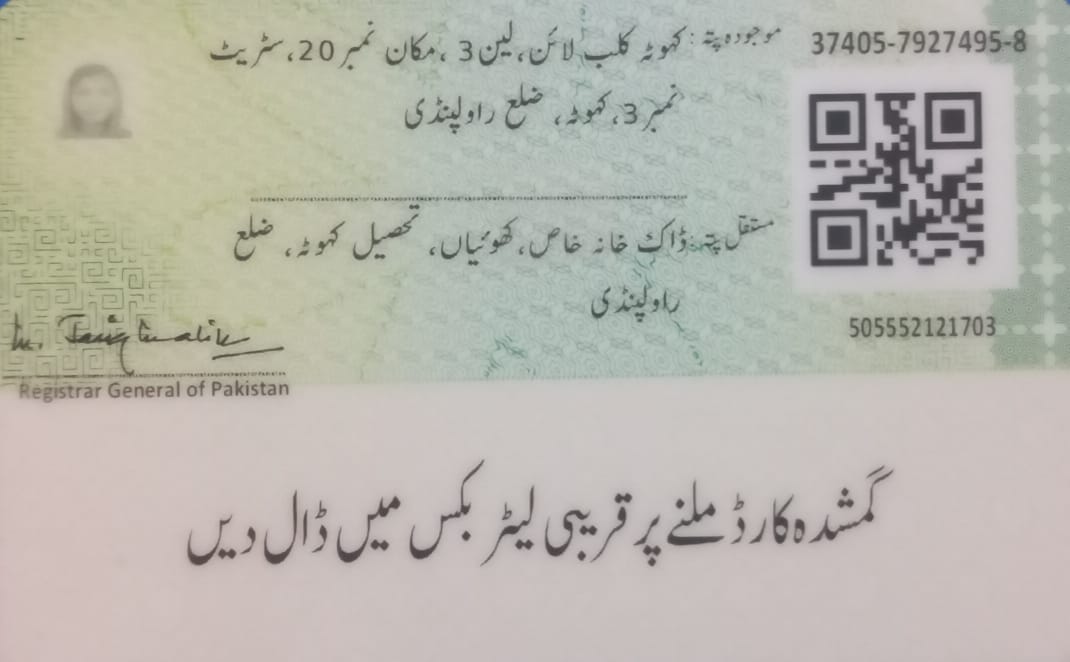 37405-7927495-8
موجودہ پتہ: کہوٹہ کلب لائن، لین 3، مکان نمبر 20، سٹریٹ
نمبر 3، کہوٹہ، ضلع راولپنڈی
مستقل پتہ: ڈاک خانہ خاص، کھوئیاں، تحصیل کہوٹہ، ضلع
راولپنڈی
505552121703
Registrar General of Pakistan
گمشدہ کارڈ ملنے پر قریبی لیٹر بکس میں ڈال دیں